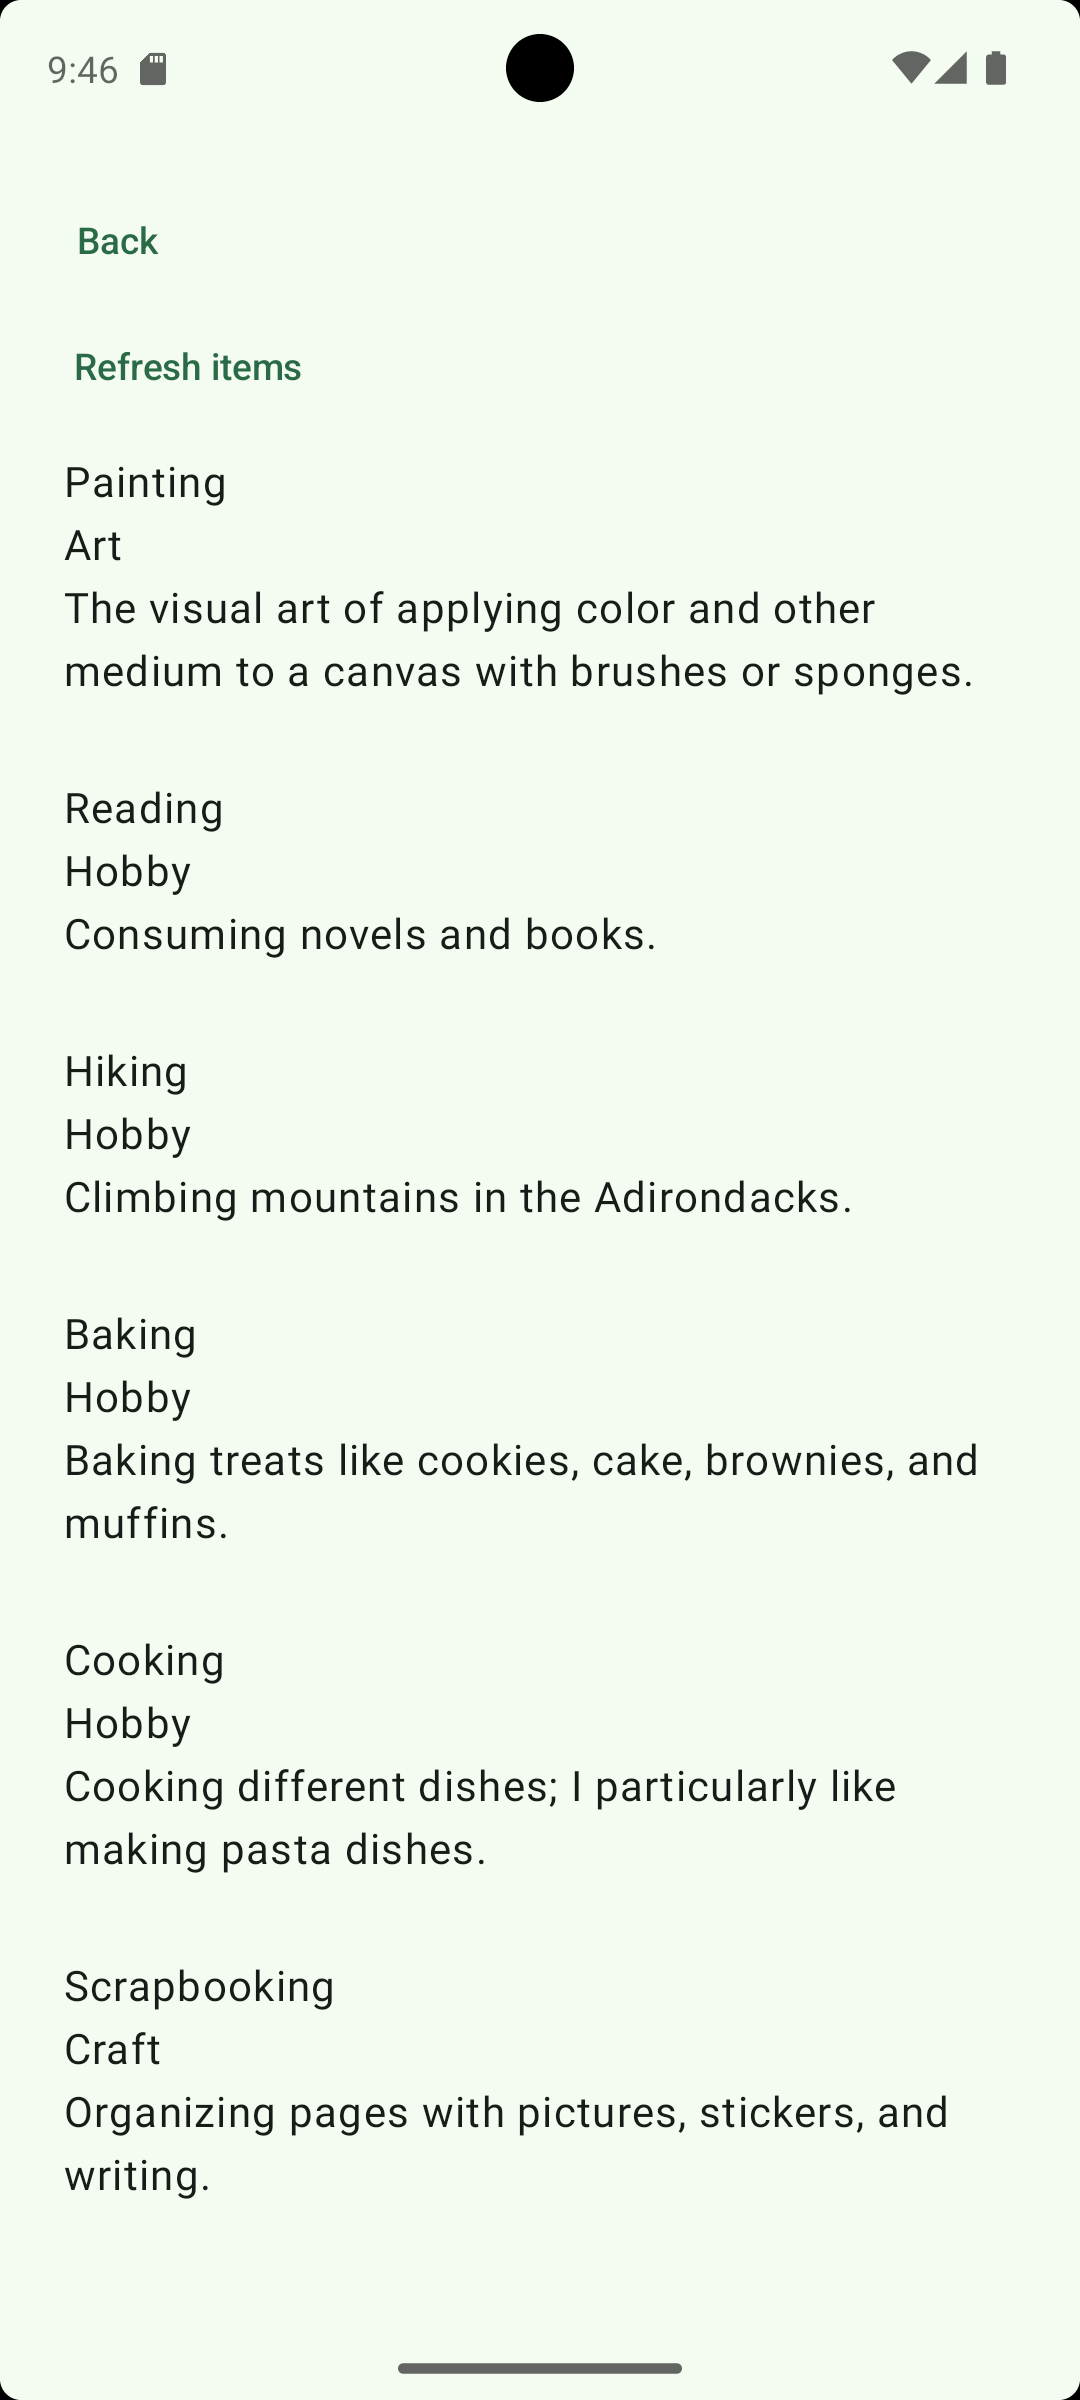 9:46
Back
Refresh items
Painting
Art
The visual art of applying color and other
medium to a canvas with brushes or sponges.
Reading
Hobby
Consuming novels and books.
Hiking
Hobby
Climbing mountains in the Adirondacks.
Baking
Hobby
Baking treats like cookies, cake, brownies, and
muffins.
Cooking
Hobby
Cooking different dishes; I particularly like
making pasta dishes.
Scrapbooking
Craft
Organizing pages with pictures, stickers, and
writing.